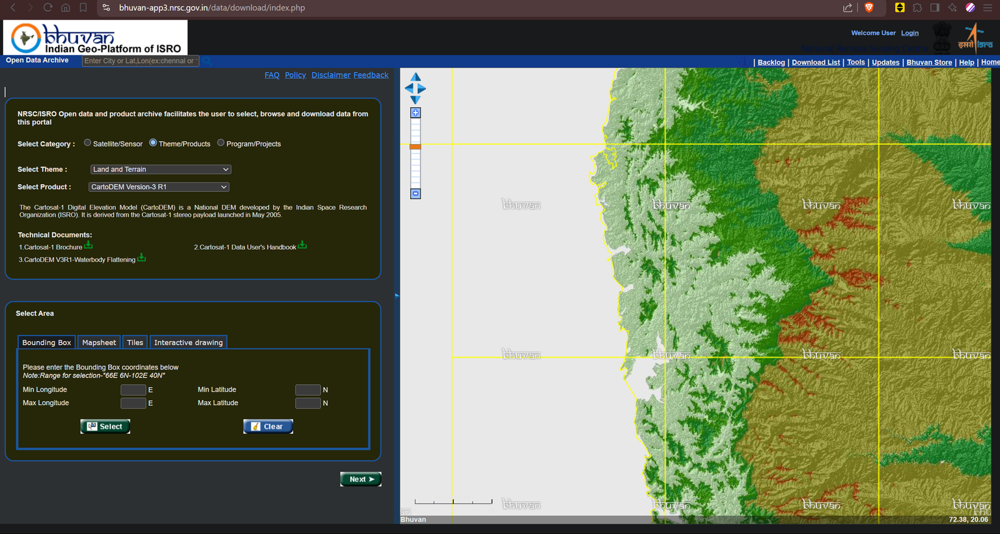 bhuvan-app3.nrsc.gov.in/data/download/index.php
bhuvan
Indian Geo-Platform of ISRO
Welcome User Login
National Remote Sensing Centre
इसरो isro
Open Data Archive
Enter City or Lat,Lon(ex:chennai or
| Backlog | Download List | Tools | Updates | Bhuvan Store | Help | Home
FAQ Policy Disclaimer Feedback
NRSC/ISRO Open data and product archive facilitates the user to select, browse and download data from
this portal
Select Category : Satellite/Sensor Theme/Products Program/Projects
Select Theme : Land and Terrain
Select Product : CartoDEM Version-3 R1
The Cartosat-1 Digital Elevation Model (CartoDEM) is a National DEM developed by the Indian Space Research
Organization (ISRO). It is derived from the Cartosat-1 stereo payload launched in May 2005.
Technical Documents:
1.Cartosat-1 Brochure
2.Cartosat-1 Data User's Handbook
3.CartoDEM V3R1-Waterbody Flattening
Select Area
Bounding Box Mapsheet Tiles Interactive drawing
Please enter the Bounding Box coordinates below
Note:Range for selection-"66E 6N-102E 40N"
Min Longitude E Min Latitude N
Max Longitude E Max Latitude N
Select Clear
Next
bhuvan bhuvan bhuvan bhuvan
bhuvan bhuvan bhuvan bhuvan
bhuvan bhuvan bhuvan bhuvan
Bhuvan
72.38, 20.06